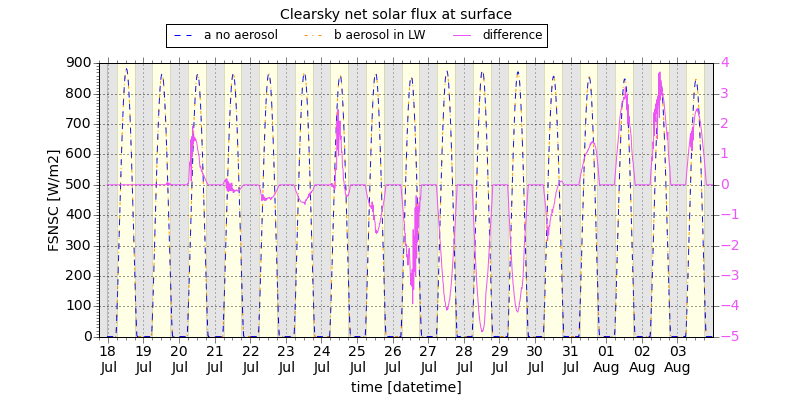 Clearsky net solar flux at surface
a no aerosol b aerosol in LW difference
900 4
800 3
700 2
600 1
500 0
400 −1
300 −2
200 −3
100 −4
0 −5
FSNSC [W/m2]
18 19 20 21 22 23 24 25 26 27 28 29 30 31 01 02 03
Jul Jul Jul Jul Jul Jul Jul Jul Jul Jul Jul Jul Jul Jul Aug Aug Aug
time [datetime]